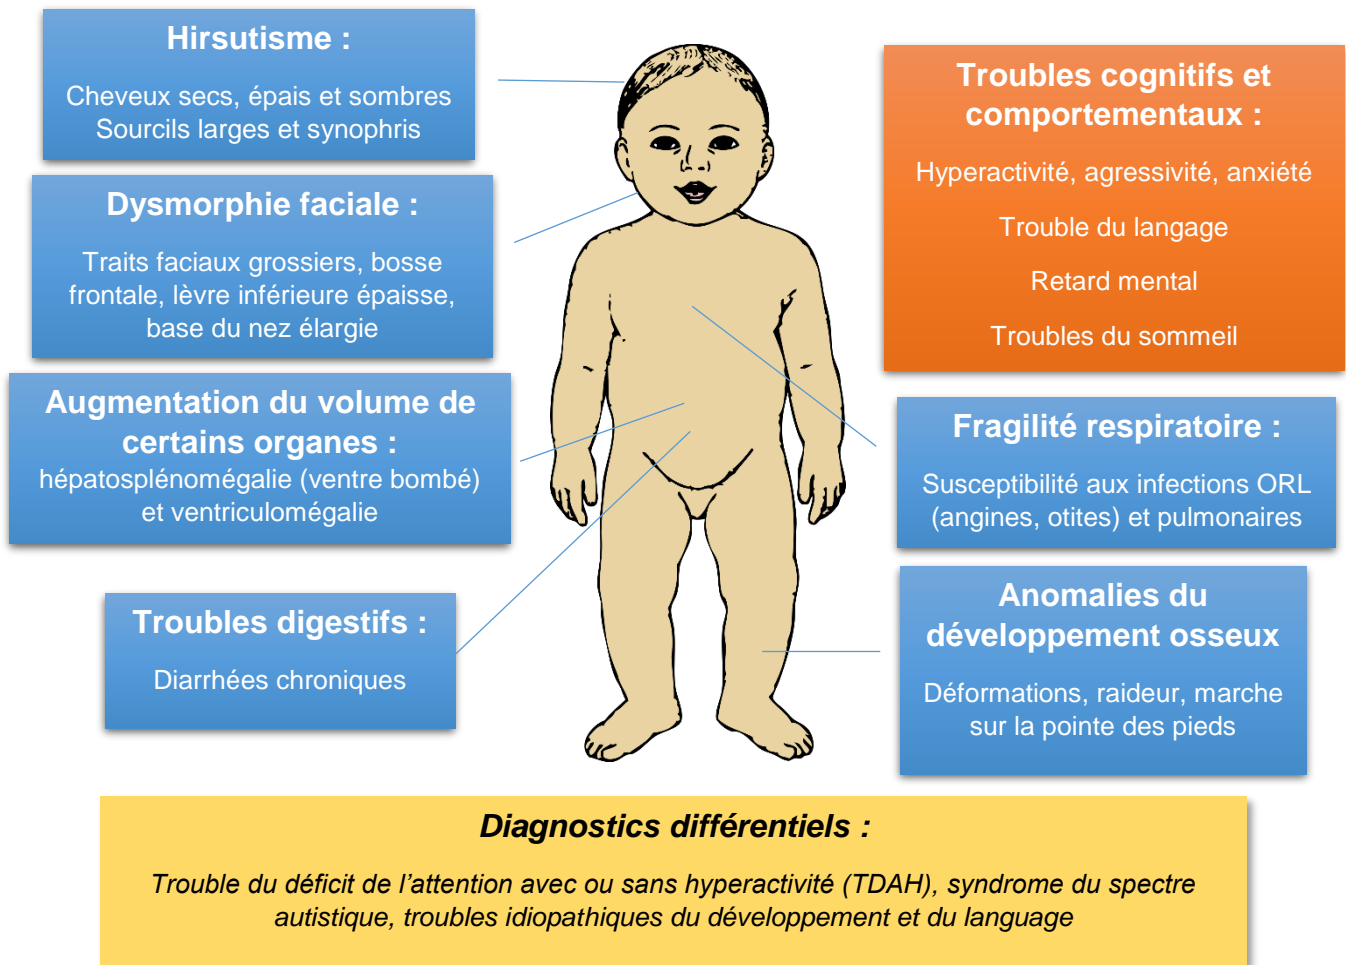 Hirsutisme :
Cheveux secs, épais et sombres
Sourcils larges et synophris
Dysmorphie faciale :
Traits faciaux grossiers, bosse
frontale, lèvre inférieure épaisse,
base du nez élargie
Augmentation du volume de
certains organes :
hépatosplénomégalie (ventre bombé)
et ventriculomégalie
Troubles digestifs :
Diarrhées chroniques
Troubles cognitifs et
comportementaux :
Hyperactivité, agressivité, anxiété
Trouble du langage
Retard mental
Troubles du sommeil
Fragilité respiratoire :
Susceptibilité aux infections ORL
(angines, otites) et pulmonaires
Anomalies du
développement osseux
Déformations, raideur, marche
sur la pointe des pieds
Diagnostics différentiels :
Trouble du déficit de l’attention avec ou sans hyperactivité (TDAH), syndrome du spectre
autistique, troubles idiopathiques du développement et du language